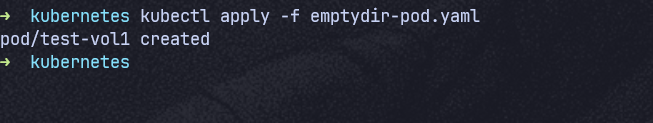 → kubernetes kubectl apply -f emptydir-pod.yaml
pod/test-vol1 created
→ kubernetes